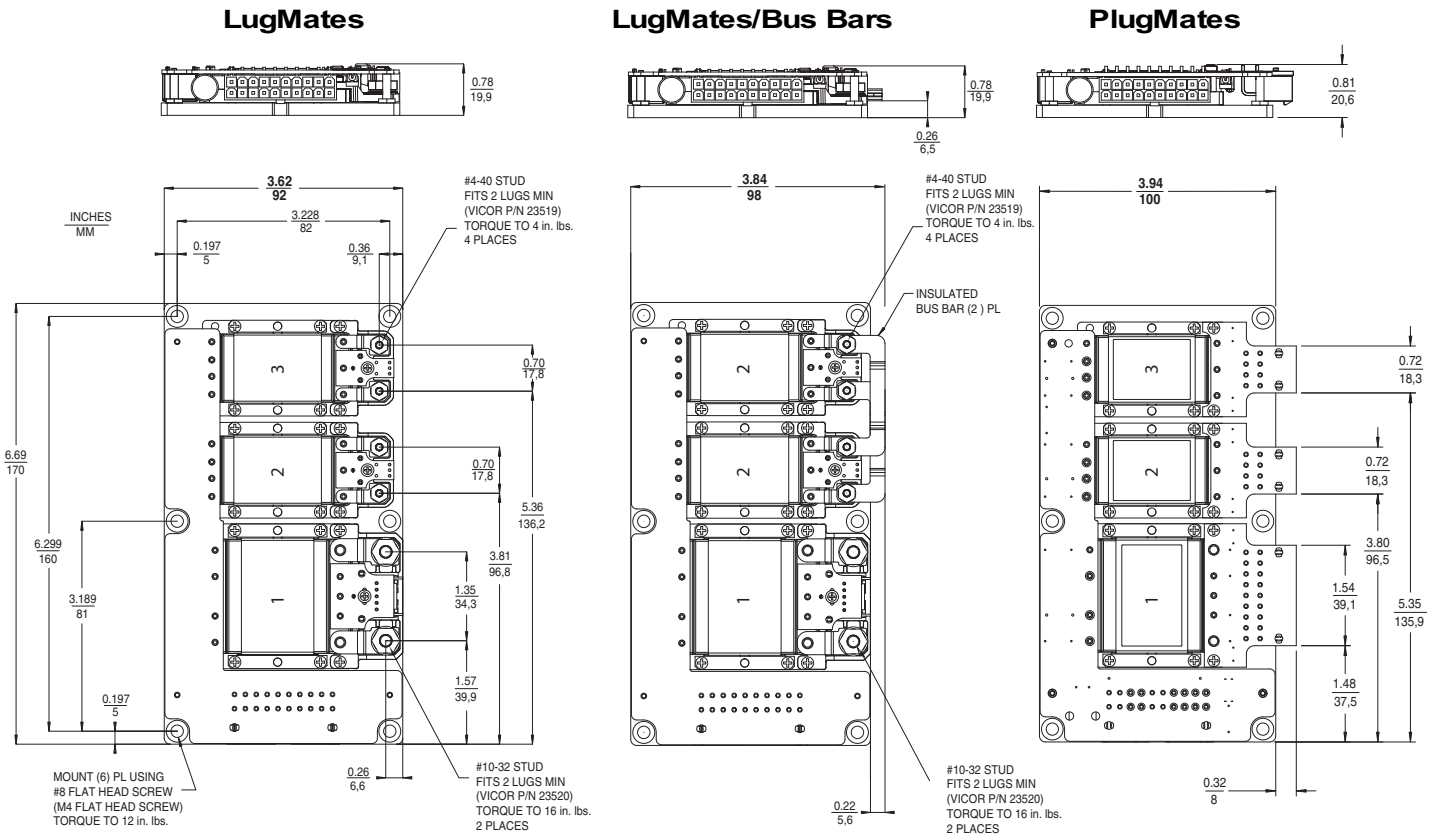 LugMates
LugMates/Bus Bars
PlugMates
0.78
19,9
0.78
19,9
0.26
6,5
0.81
20,6
INCHES
MM
3.62
92
3.228
82
0.197
5
0.36
9,1
#4-40 STUD
FITS 2 LUGS MIN
(VICOR P/N 23519)
TORQUE TO 4 in. lbs.
4 PLACES
3
2
1
0.70
17,8
0.70
17,8
5.36
136,2
3.81
96,8
1.35
34,3
1.57
39,9
6.69
170
6.299
160
3.189
81
0.197
5
0.26
6,6
MOUNT (6) PL USING
#8 FLAT HEAD SCREW
(M4 FLAT HEAD SCREW)
TORQUE TO 12 in. lbs.
#10-32 STUD
FITS 2 LUGS MIN
(VICOR P/N 23520)
TORQUE TO 16 in. lbs.
2 PLACES
3.84
98
#4-40 STUD
FITS 2 LUGS MIN
(VICOR P/N 23519)
TORQUE TO 4 in. lbs.
4 PLACES
INSULATED
BUS BAR (2 ) PL
2
2
1
0.22
5,6
#10-32 STUD
FITS 2 LUGS MIN
(VICOR P/N 23520)
TORQUE TO 16 in. lbs.
2 PLACES
3.94
100
3
2
1
0.72
18,3
0.72
18,3
3.80
96,5
1.54
39,1
5.35
135,9
1.48
37,5
0.32
8